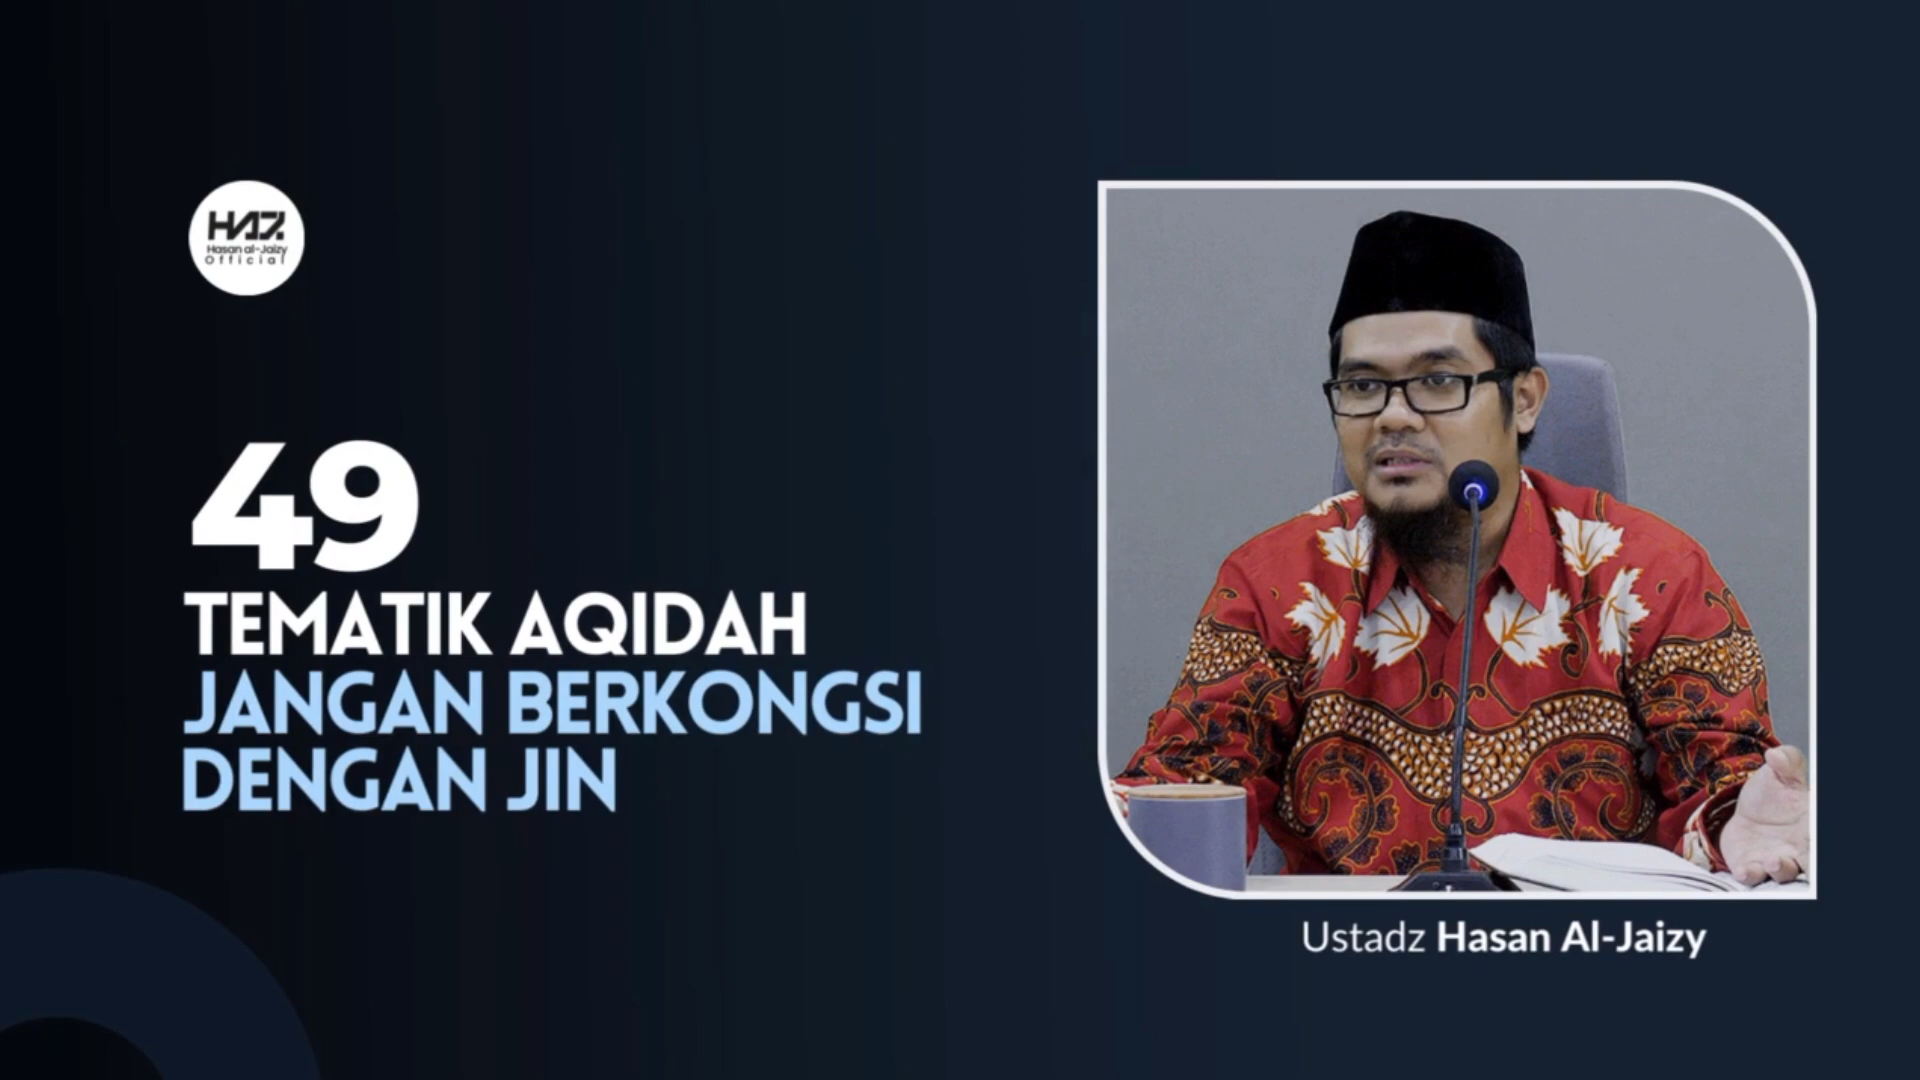 HAJ.
Hasan al-Jaizy
Official
49
TEMATIK AQIDAH
JANGAN BERKONGSI
DENGAN JIN
Ustadz Hasan Al-Jaizy